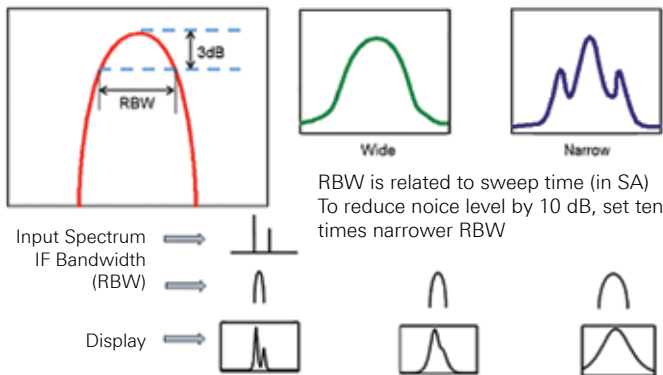 3dB
RBW
Wide
Narrow
RBW is related to sweep time (in SA)
To reduce noice level by 10 dB, set ten
times narrower RBW
Input Spectrum
IF Bandwidth
(RBW)
Display